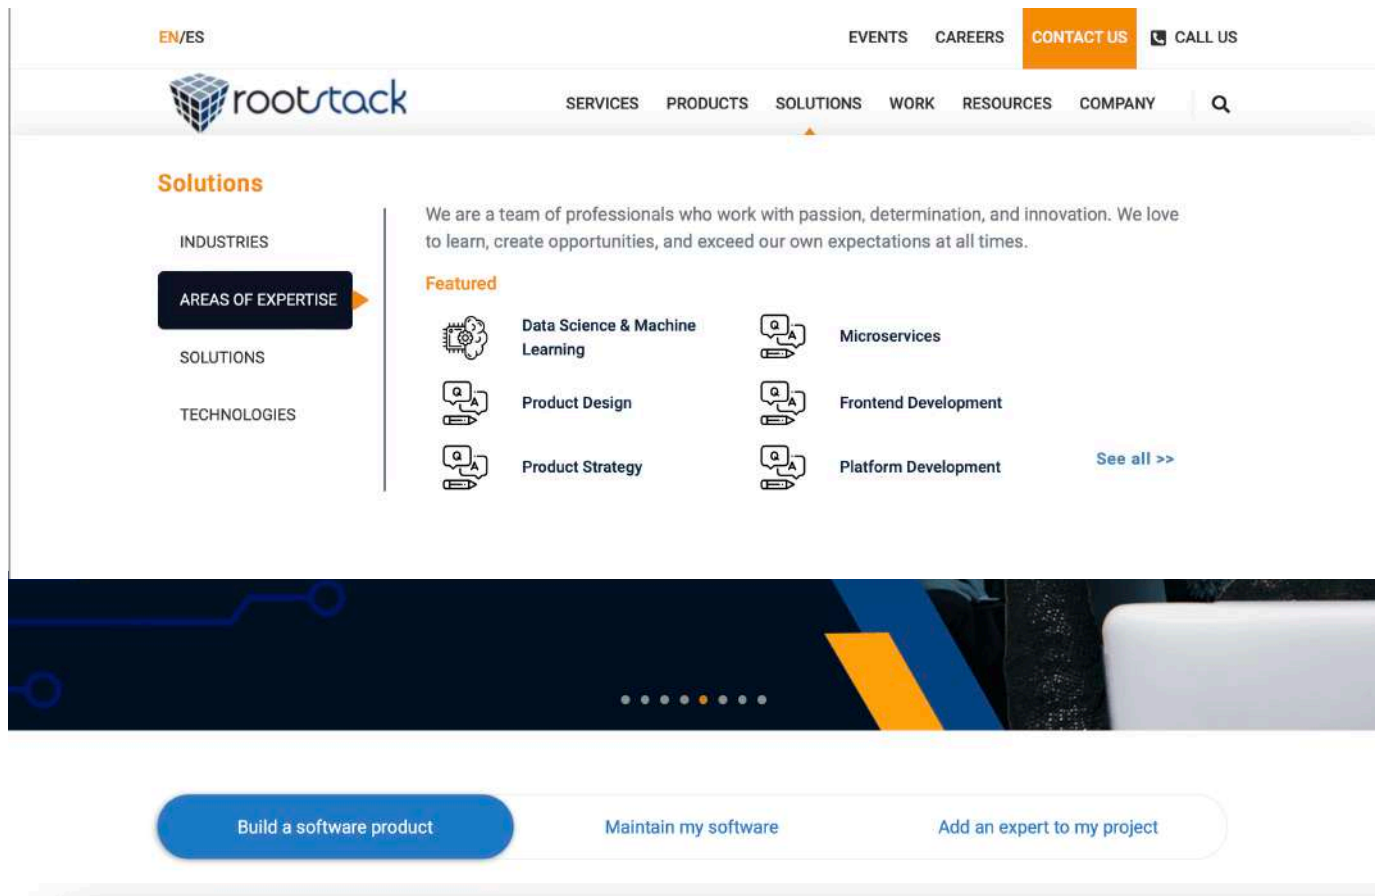 EN/ES
EVENTS CAREERS CONTACT US CALL US
rootstack
SERVICES PRODUCTS SOLUTIONS WORK RESOURCES COMPANY
Solutions
INDUSTRIES
AREAS OF EXPERTISE
SOLUTIONS
TECHNOLOGIES
We are a team of professionals who work with passion, determination, and innovation. We love
to learn, create opportunities, and exceed our own expectations at all times.
Featured
Data Science & Machine
Learning
Microservices
Product Design
Frontend Development
Product Strategy
Platform Development
See all >>
Build a software product
Maintain my software
Add an expert to my project